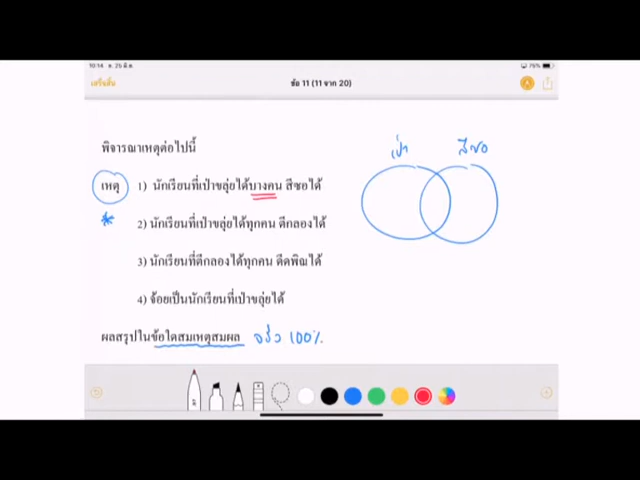 10:14 อ. 25 มี.ค.
75%
เสร็จสิ้น
ข้อ 11 (11 จาก 20)
พิจารณาเหตุต่อไปนี้
เป่า สีซอ
เหตุ 1) นักเรียนที่เป่าขลุ่ยได้บางคน สีซอได้
* 2) นักเรียนที่เป่าขลุ่ยได้ทุกคน ตีกลองได้
3) นักเรียนที่ตีกลองได้ทุกคน ดีดพิณได้
4) จ้อยเป็นนักเรียนที่เป่าขลุ่ยได้
ผลสรุปในข้อใดสมเหตุสมผล จริง 100%